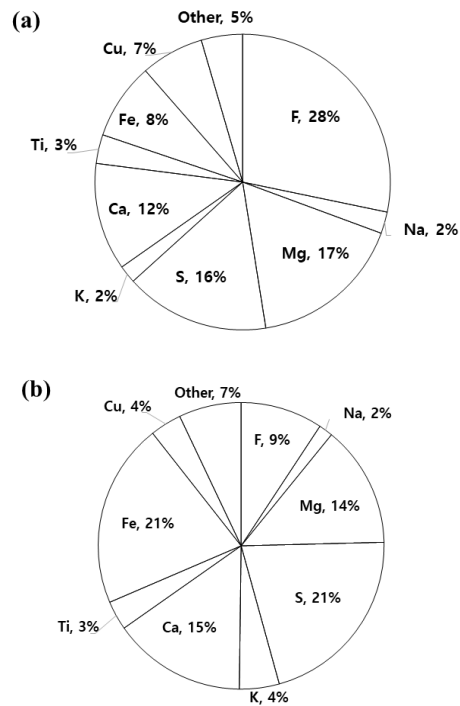 (a)
Other, 5%
Cu, 7%
Fe, 8%
F, 28%
Ti, 3%
Ca, 12%
Na, 2%
Mg, 17%
S, 16%
K, 2%
(b)
Other, 7%
Cu, 4%
Na, 2%
F, 9%
Mg, 14%
Fe, 21%
S, 21%
Ti, 3%
Ca, 15%
K, 4%